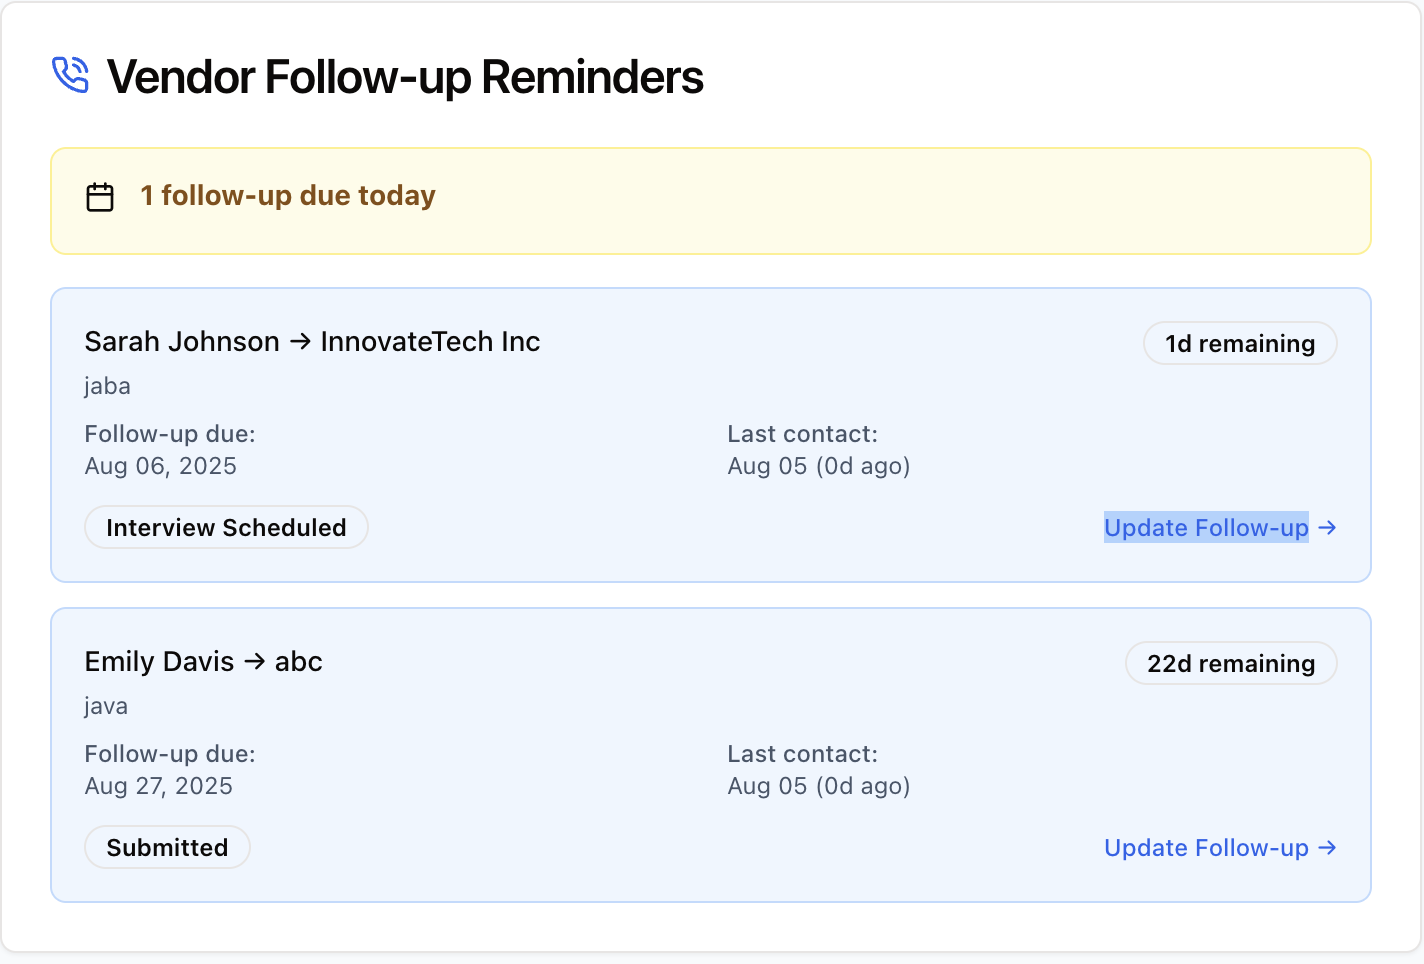 Vendor Follow-up Reminders
1 follow-up due today
Sarah Johnson → InnovateTech Inc
1d remaining
jaba
Follow-up due:
Aug 06, 2025
Last contact:
Aug 05 (0d ago)
Interview Scheduled
Update Follow-up →
Emily Davis → abc
22d remaining
java
Follow-up due:
Aug 27, 2025
Last contact:
Aug 05 (0d ago)
Submitted
Update Follow-up →